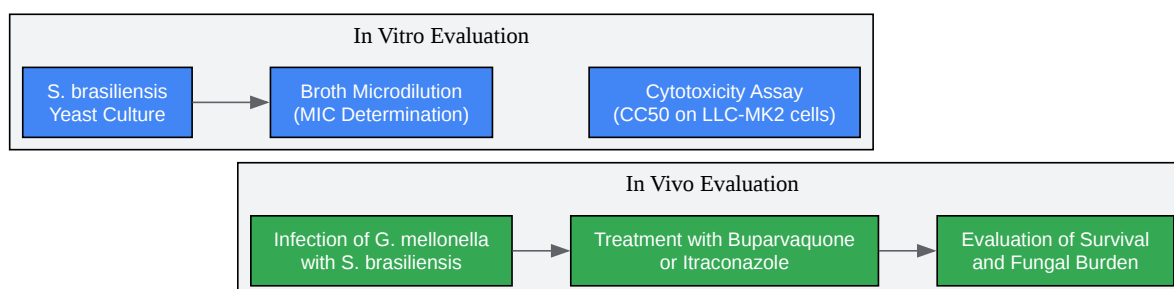 In Vitro Evaluation
S. brasiliensis
Yeast Culture
Broth Microdilution
(MIC Determination)
Cytotoxicity Assay
(CC50 on LLC-MK2 cells)
In Vivo Evaluation
Infection of G. mellonella
with S. brasiliensis
Treatment with Buparvaquone
or Itraconazole
Evaluation of Survival
and Fungal Burden